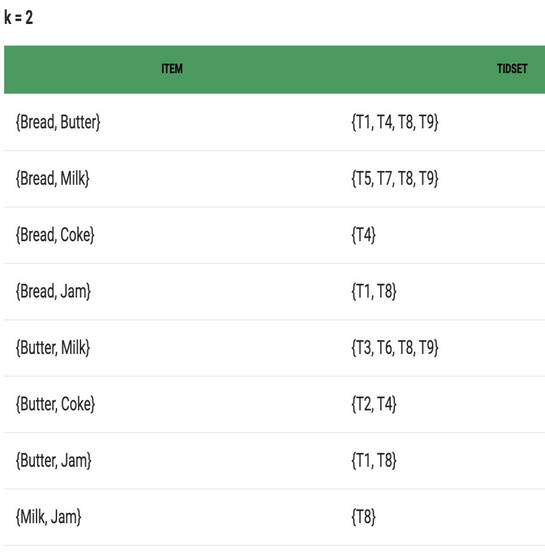 k = 2
ITEM TIDSET
{Bread, Butter} {T1, T4, T8, T9}
{Bread, Milk} {T5, T7, T8, T9}
{Bread, Coke} {T4}
{Bread, Jam} {T1, T8}
{Butter, Milk} {T3, T6, T8, T9}
{Butter, Coke} {T2, T4}
{Butter, Jam} {T1, T8}
{Milk, Jam} {T8}